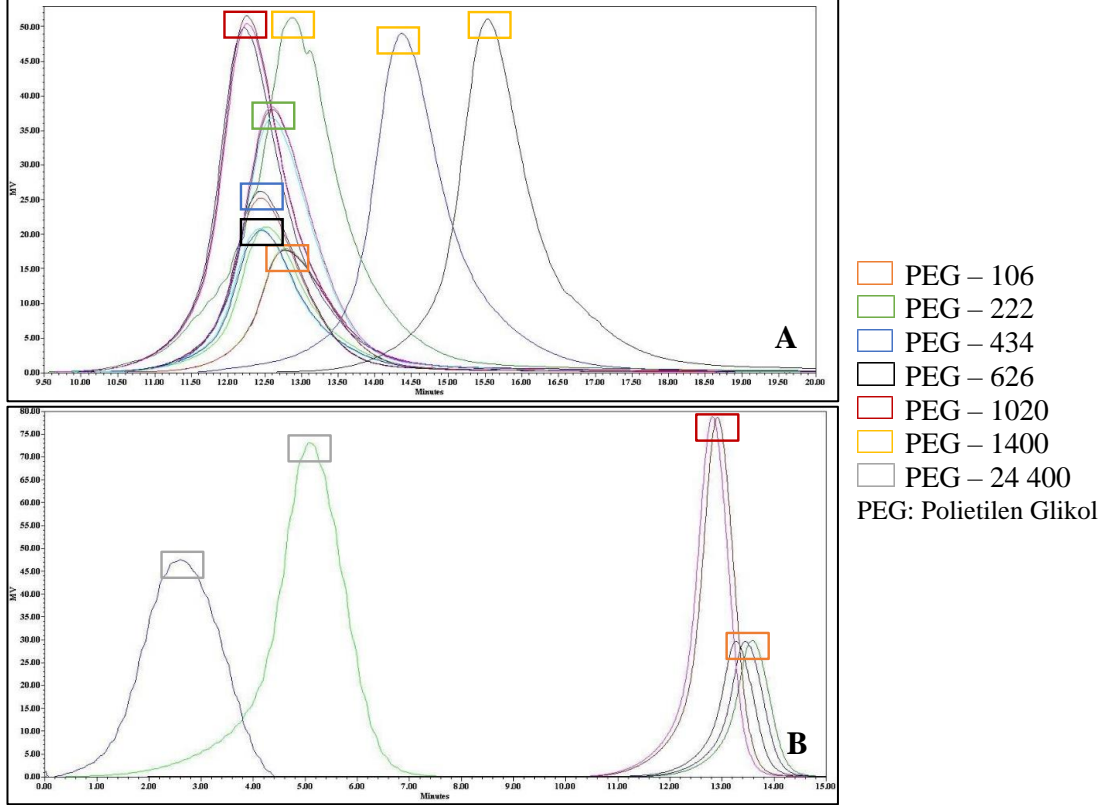 50.00
45.00
40.00
35.00
30.00
MV
25.00
20.00
15.00
10.00
5.00
0.00
A
9.50 10.00 10.50 11.00 11.50 12.00 12.50 13.00 13.50 14.00 14.50 15.00 15.50 16.00 16.50 17.00 17.50 18.00 18.50 19.00 19.50 20.00
Minutes
80.00
75.00
70.00
65.00
60.00
55.00
50.00
45.00
40.00
MV
35.00
30.00
25.00
20.00
15.00
10.00
5.00
0.00
B
0.00 1.00 2.00 3.00 4.00 5.00 6.00 7.00 8.00 9.00 10.00 11.00 12.00 13.00 14.00 15.00
Minutes
PEG – 106
PEG – 222
PEG – 434
PEG – 626
PEG – 1020
PEG – 1400
PEG – 24 400
PEG: Polietilen Glikol